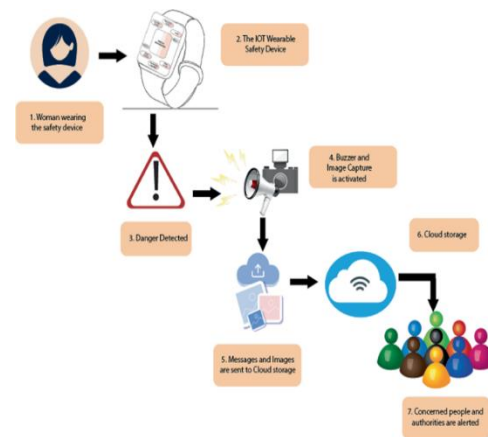 1. Woman wearing
the safety device
2. The IOT Wearable
Safety Device
3. Danger Detected
4. Buzzer and
Image Capture
is activated
5. Messages and Images
are sent to Cloud storage
6. Cloud storage
7. Concerned people and
authorities are alerted